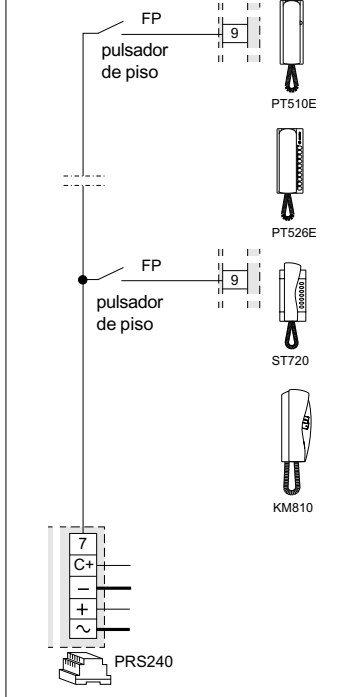 FP
9
pulsador
de piso
PT510E
PT526E
FP
9
pulsador
de piso
ST720
KM810
7
C+
−
+
~
PRS240